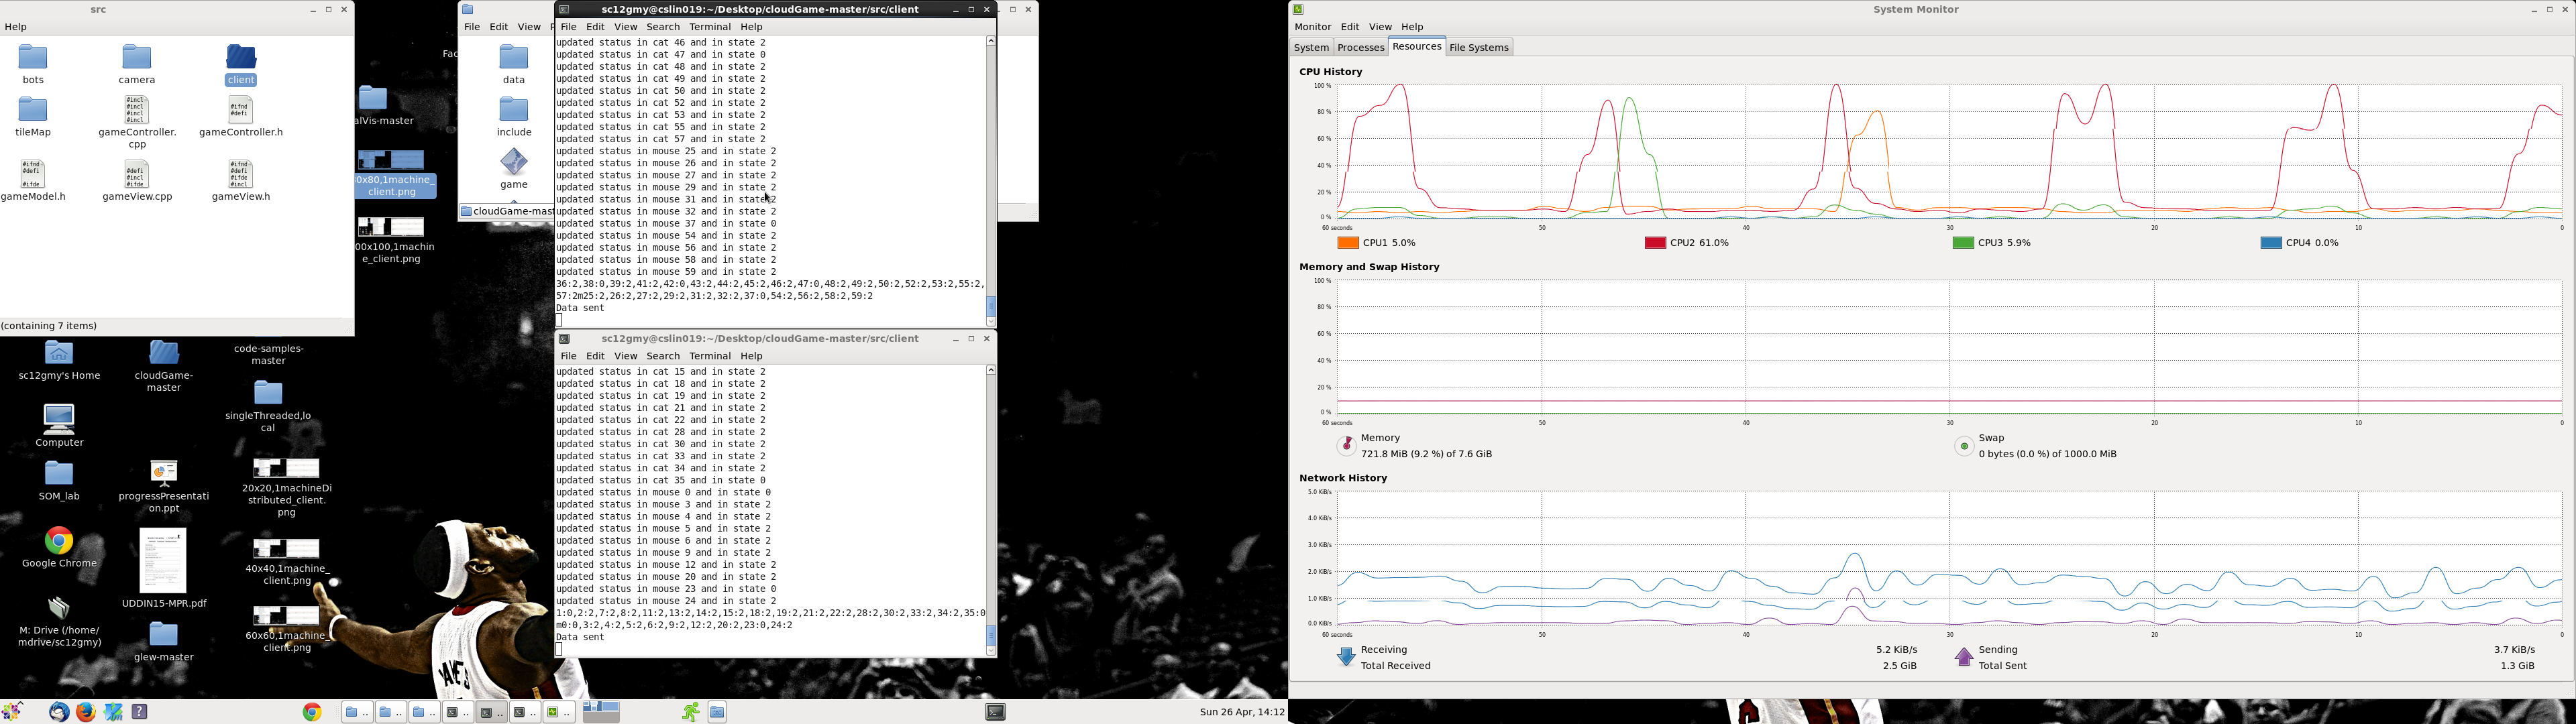 src
Help
bots
camera
client
tileMap
gameController.
cpp
gameController.h
gameModel.h
gameView.cpp
gameView.h
(containing 7 items)
alVis-master
0x80,1machine_
client.png
00x100,1machin
e_client.png
File Edit View
data
include
game
cloudGame-mast
sc12gmy's Home
cloudGame-
master
code-samples-
master
singleThreaded,lo
cal
Computer
SOM_lab
progressPresentati
on.ppt
20x20,1machineDi
stributed_client.
png
Google Chrome
UDDIN15-MPR.pdf
40x40,1machine_
client.png
M: Drive (/home/
mdrive/sc12gmy)
glew-master
60x60,1machine_
client.png
sc12gmy@cslin019:~/Desktop/cloudGame-master/src/client
File Edit View Search Terminal Help
updated status in cat 46 and in state 2
updated status in cat 47 and in state 0
updated status in cat 48 and in state 2
updated status in cat 49 and in state 2
updated status in cat 50 and in state 2
updated status in cat 52 and in state 2
updated status in cat 53 and in state 2
updated status in cat 55 and in state 2
updated status in cat 57 and in state 2
updated status in mouse 25 and in state 2
updated status in mouse 26 and in state 2
updated status in mouse 27 and in state 2
updated status in mouse 29 and in state 2
updated status in mouse 31 and in state 2
updated status in mouse 32 and in state 2
updated status in mouse 37 and in state 0
updated status in mouse 54 and in state 2
updated status in mouse 56 and in state 2
updated status in mouse 58 and in state 2
updated status in mouse 59 and in state 2
36:2,38:0,39:2,41:2,42:0,43:2,44:2,45:2,46:2,47:0,48:2,49:2,50:2,52:2,53:2,55:2,
57:2m25:2,26:2,27:2,29:2,31:2,32:2,37:0,54:2,56:2,58:2,59:2
Data sent
sc12gmy@cslin019:~/Desktop/cloudGame-master/src/client
File Edit View Search Terminal Help
updated status in cat 15 and in state 2
updated status in cat 18 and in state 2
updated status in cat 19 and in state 2
updated status in cat 21 and in state 2
updated status in cat 22 and in state 2
updated status in cat 28 and in state 2
updated status in cat 30 and in state 2
updated status in cat 33 and in state 2
updated status in cat 34 and in state 2
updated status in cat 35 and in state 0
updated status in mouse 0 and in state 0
updated status in mouse 3 and in state 2
updated status in mouse 4 and in state 2
updated status in mouse 5 and in state 2
updated status in mouse 6 and in state 2
updated status in mouse 9 and in state 2
updated status in mouse 12 and in state 2
updated status in mouse 20 and in state 2
updated status in mouse 23 and in state 0
updated status in mouse 24 and in state 2
1:0,2:2,7:2,8:2,11:2,13:2,14:2,15:2,18:2,19:2,21:2,22:2,28:2,30:2,33:2,34:2,35:0
m0:0,3:2,4:2,5:2,6:2,9:2,12:2,20:2,23:0,24:2
Data sent
Sun 26 Apr, 14:12
System Monitor
Monitor Edit View Help
System Processes Resources File Systems
CPU History
100 %
80 %
60 %
40 %
20 %
0 %
60 seconds 50 40 30 20 10 0
CPU1 5.0% CPU2 61.0% CPU3 5.9% CPU4 0.0%
Memory and Swap History
100 %
80 %
60 %
40 %
20 %
0 %
60 seconds 50 40 30 20 10 0
Memory
721.8 MiB (9.2 %) of 7.6 GiB
Swap
0 bytes (0.0 %) of 1000.0 MiB
Network History
5.0 KiB/s
4.0 KiB/s
3.0 KiB/s
2.0 KiB/s
1.0 KiB/s
0.0 KiB/s
60 seconds 50 40 30 20 10 0
Receiving 5.2 KiB/s
Total Received 2.5 GiB
Sending 3.7 KiB/s
Total Sent 1.3 GiB